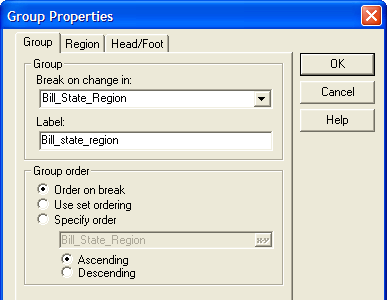 Group Properties
Group Region Head/Foot
Group
Break on change in:
Bill_State_Region
Label:
Bill_state_region
Group order
Order on break
Use set ordering
Specify order
Bill_State_Region
Ascending
Descending
OK
Cancel
Help